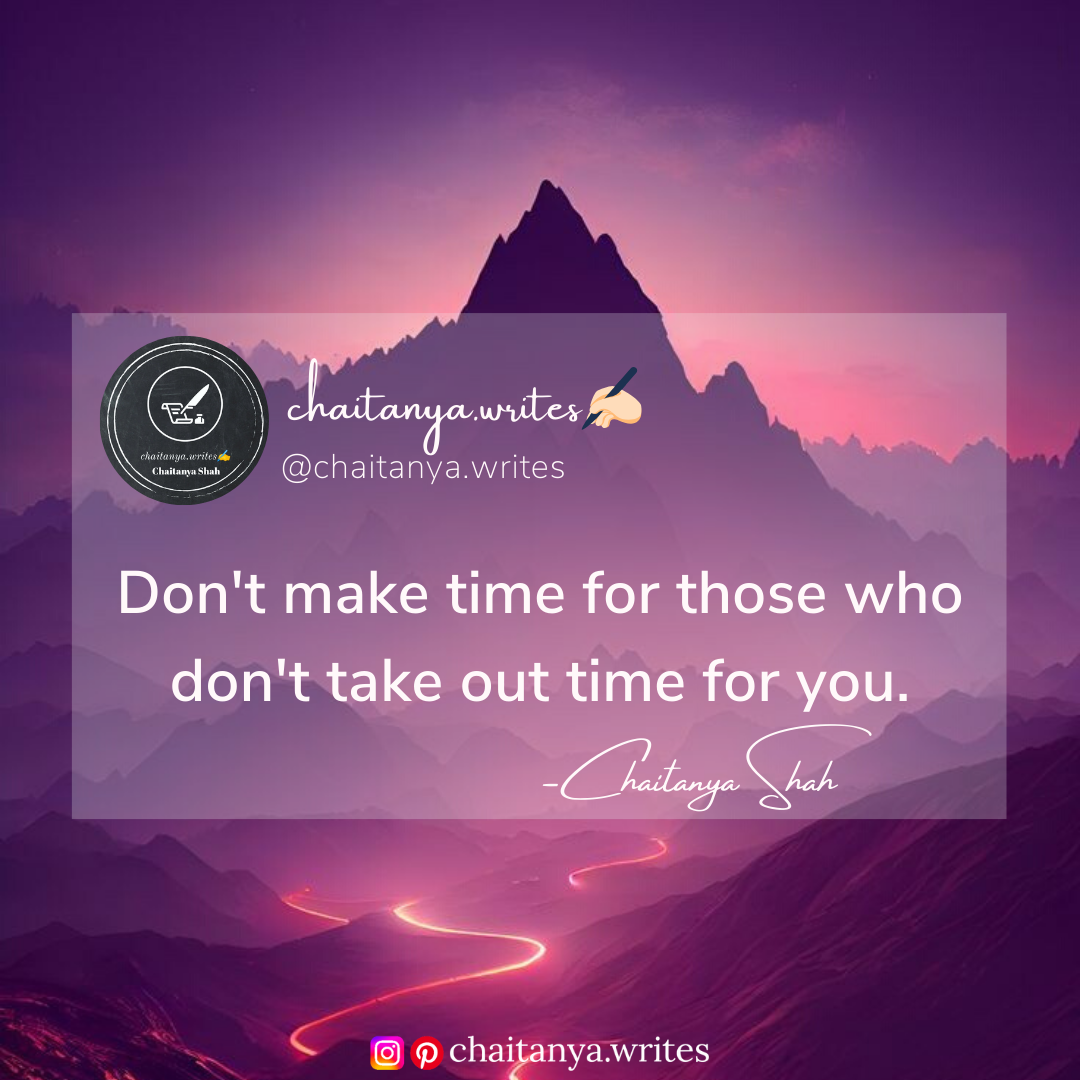 chaitanya.writes✍
chaitanya.writes✍
Chaitanya Shah
@chaitanya.writes
Don't make time for those who
don't take out time for you.
-Chaitanya Shah
chaitanya.writes